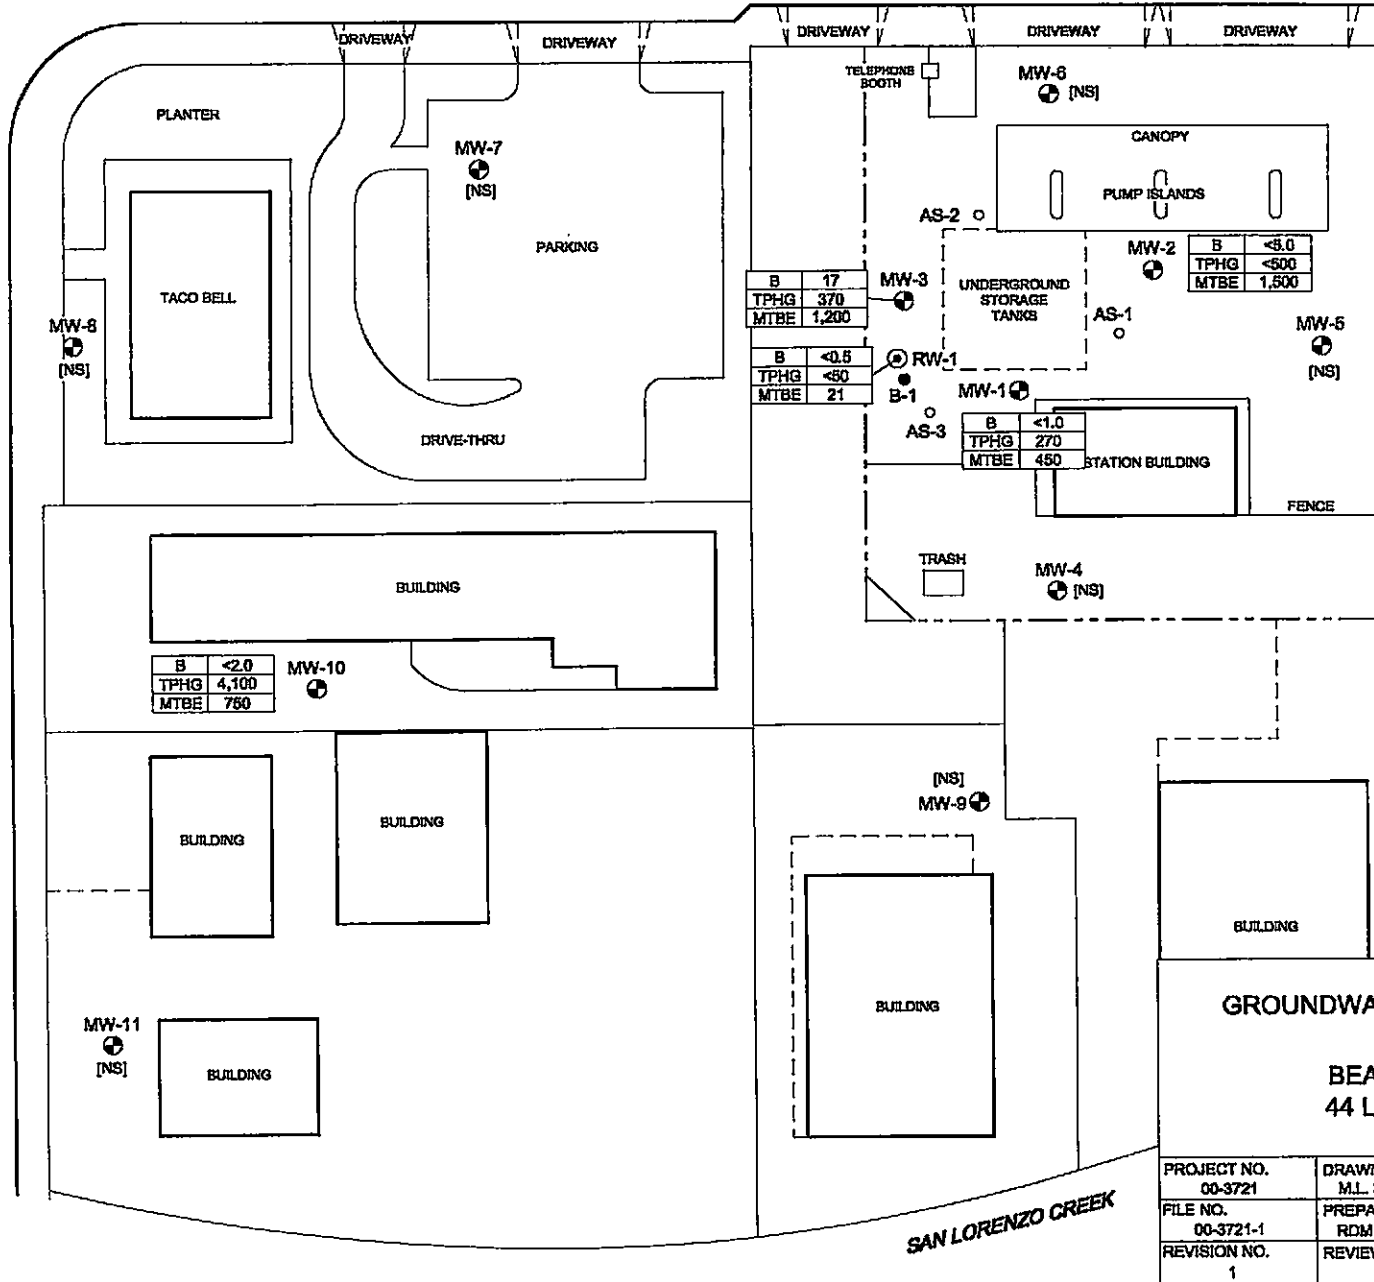 DRIVEWAY
DRIVEWAY
DRIVEWAY
DRIVEWAY
DRIVEWAY
TELEPHONE
BOOTH
MW-6
[NS]
PLANTER
CANOPY
MW-7
[NS]
PUMP ISLANDS
AS-2
PARKING
MW-2
B <5.0
TPHG <500
MTBE 1,500
TACO BELL
B 17
TPHG 370
MTBE 1,200
MW-3
UNDERGROUND
STORAGE
TANKS
AS-1
MW-8
[NS]
MW-5
[NS]
B <0.5
TPHG <50
MTBE 21
RW-1
B-1
MW-1
AS-3
B <1.0
TPHG 270
MTBE 450
DRIVE-THRU
STATION BUILDING
FENCE
TRASH
MW-4
[NS]
BUILDING
B <2.0
TPHG 4,100
MTBE 750
MW-10
[NS]
MW-9
BUILDING
BUILDING
BUILDING
BUILDING
MW-11
[NS]
BUILDING
GROUNDWA
BEA
44 L
PROJECT NO.
00-3721
DRAW
M.L.
FILE NO.
00-3721-1
PREPA
RDM
REVISION NO.
1
REVIEW
SAN LORENZO CREEK